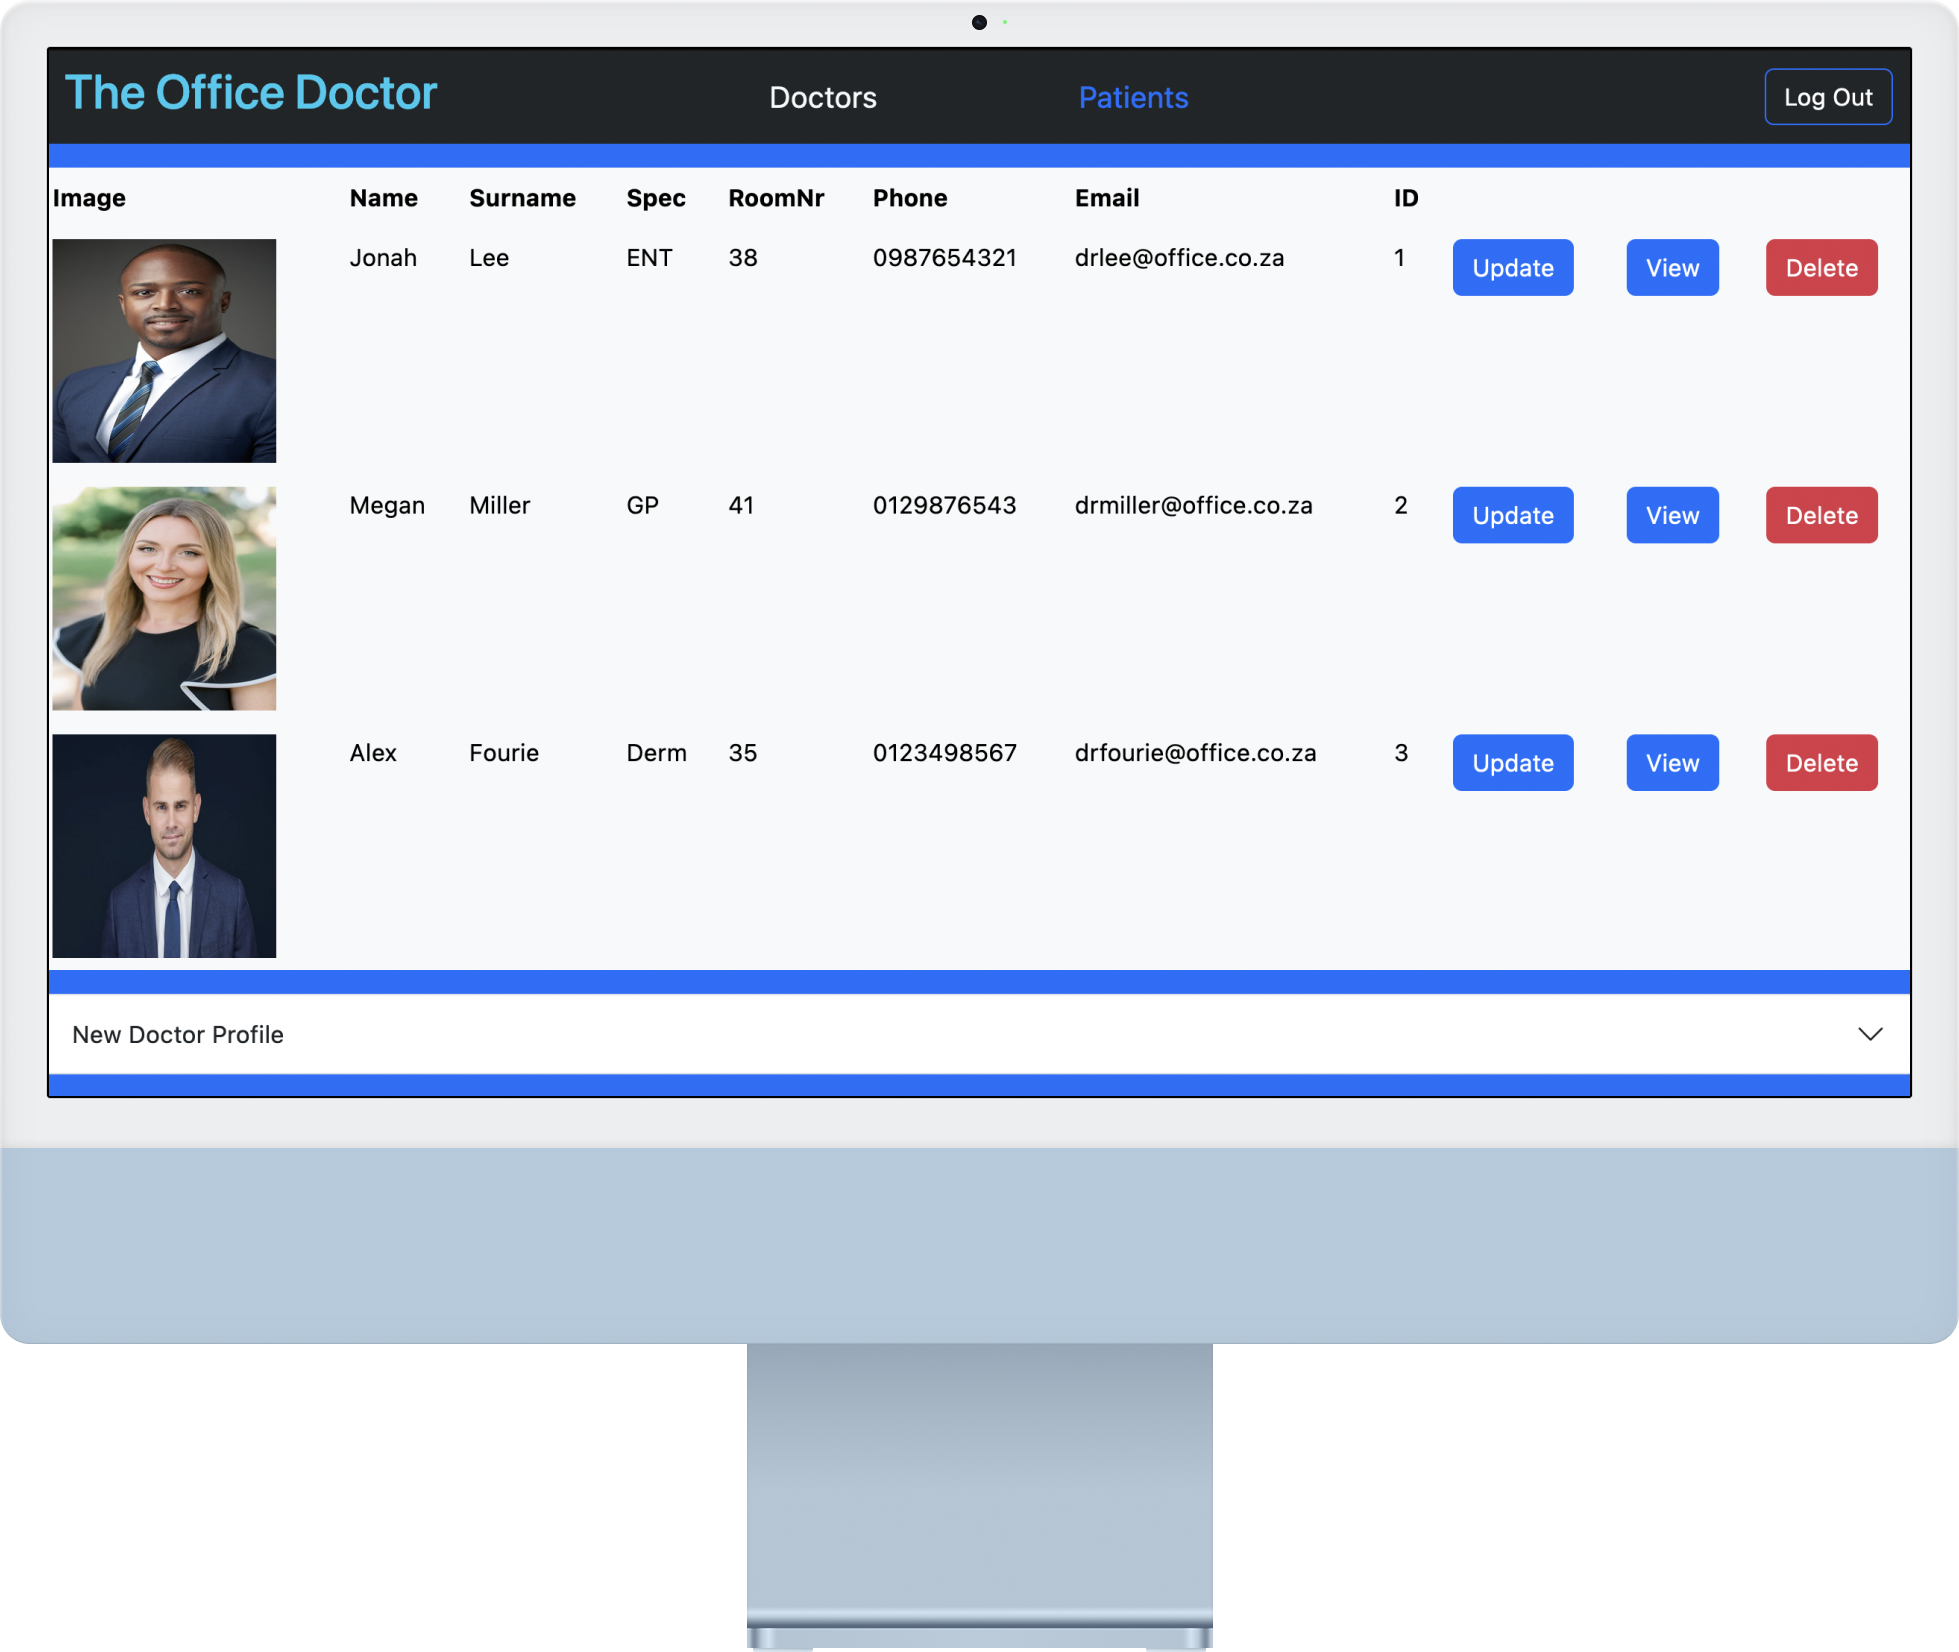 The Office Doctor Doctors Patients Log Out
Image Name Surname Spec RoomNr Phone Email ID
Jonah Lee ENT 38 0987654321 drlee@office.co.za 1 Update View Delete
Megan Miller GP 41 0129876543 drmiller@office.co.za 2 Update View Delete
Alex Fourie Derm 35 0123498567 drfourie@office.co.za 3 Update View Delete
New Doctor Profile